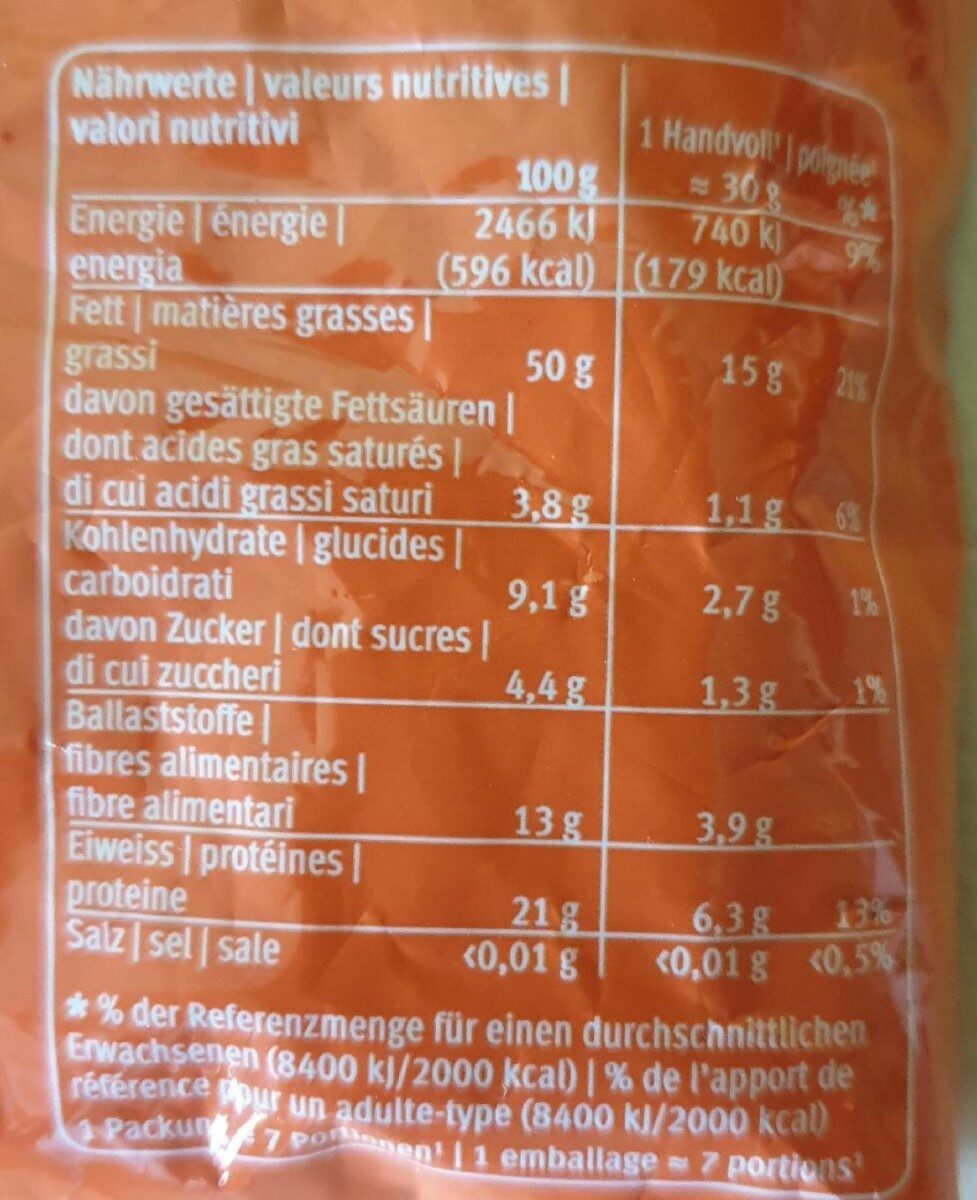 Nährwerte | valeurs nutritives |
valori nutritivi
1 Handvoll¹ | poignée¹
100 g ≈ 30 g %*
Energie | énergie | 2466 kJ 740 kJ 9%
energia (596 kcal) (179 kcal)
Fett | matières grasses |
grassi 50 g 15 g 21%
davon gesättigte Fettsäuren |
dont acides gras saturés |
di cui acidi grassi saturi 3,8 g 1,1 g 6%
Kohlenhydrate | glucides |
carboidrati 9,1 g 2,7 g 1%
davon Zucker | dont sucres |
di cui zuccheri 4,4 g 1,3 g 1%
Ballaststoffe |
fibres alimentaires |
fibre alimentari 13 g 3,9 g
Eiweiss | protéines |
proteine 21 g 6,3 g 13%
Salz | sel | sale <0,01 g <0,01 g <0,5%
* % der Referenzmenge für einen durchschnittlichen
Erwachsenen (8400 kJ/2000 kcal) | % de l'apport de
référence pour un adulte-type (8400 kJ/2000 kcal)
1 7 | 1 emballage ≈ 7 portions¹